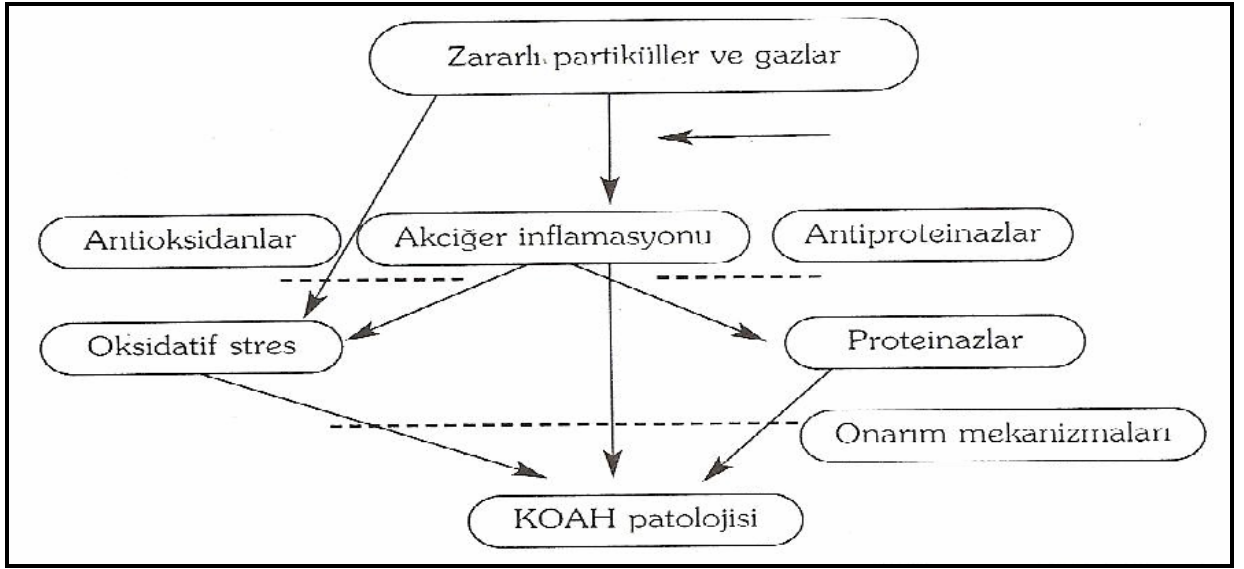 Zararlı partiküller ve gazlar
Antioksidanlar
Akciğer inflamasyonu
Antiproteinazlar
Oksidatif stres
Proteinazlar
Onarım mekanizmaları
KOAH patolojisi